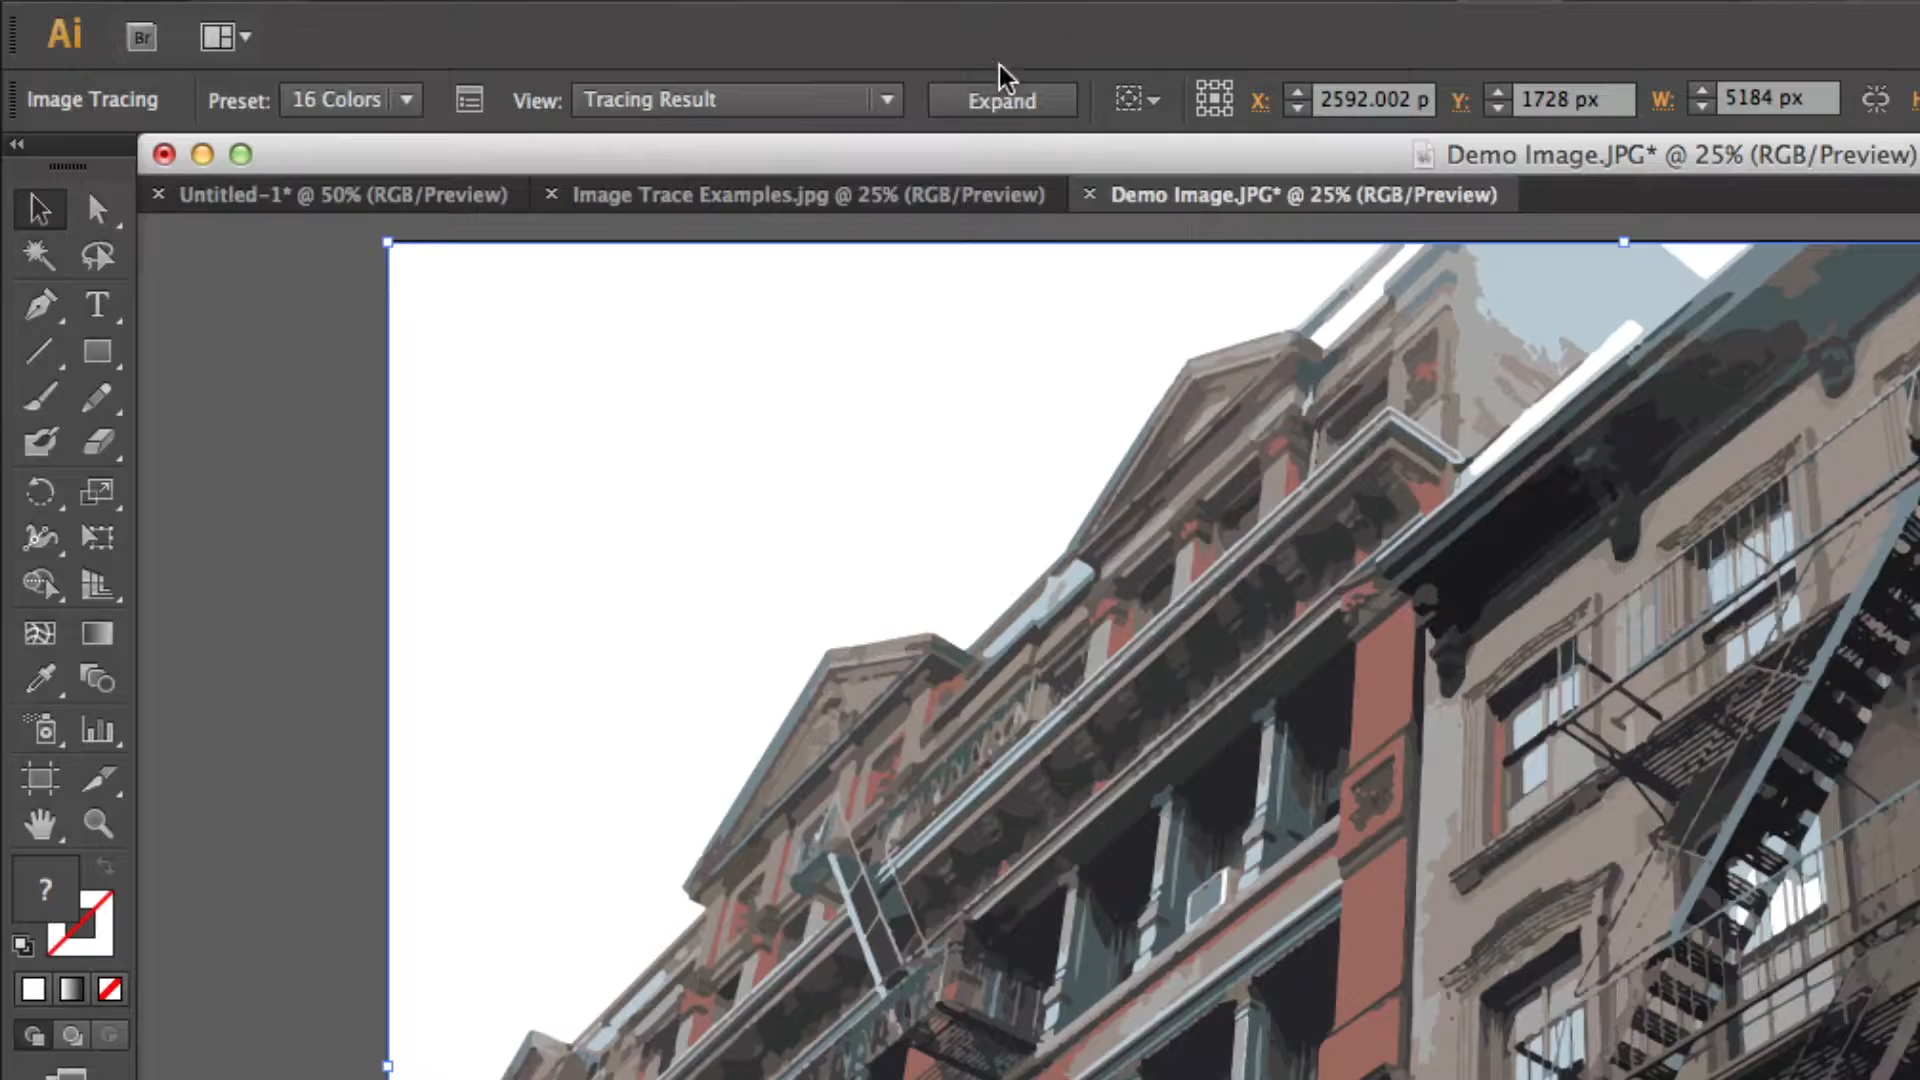 Ai Br
Image Tracing Preset: 16 Colors View: Tracing Result Expand X: 2592.002 p Y: 1728 px W: 5184 px H
Demo Image.JPG* @ 25% (RGB/Preview)
× Untitled-1* @ 50% (RGB/Preview) × Image Trace Examples.jpg @ 25% (RGB/Preview) × Demo Image.JPG* @ 25% (RGB/Preview)
T
?